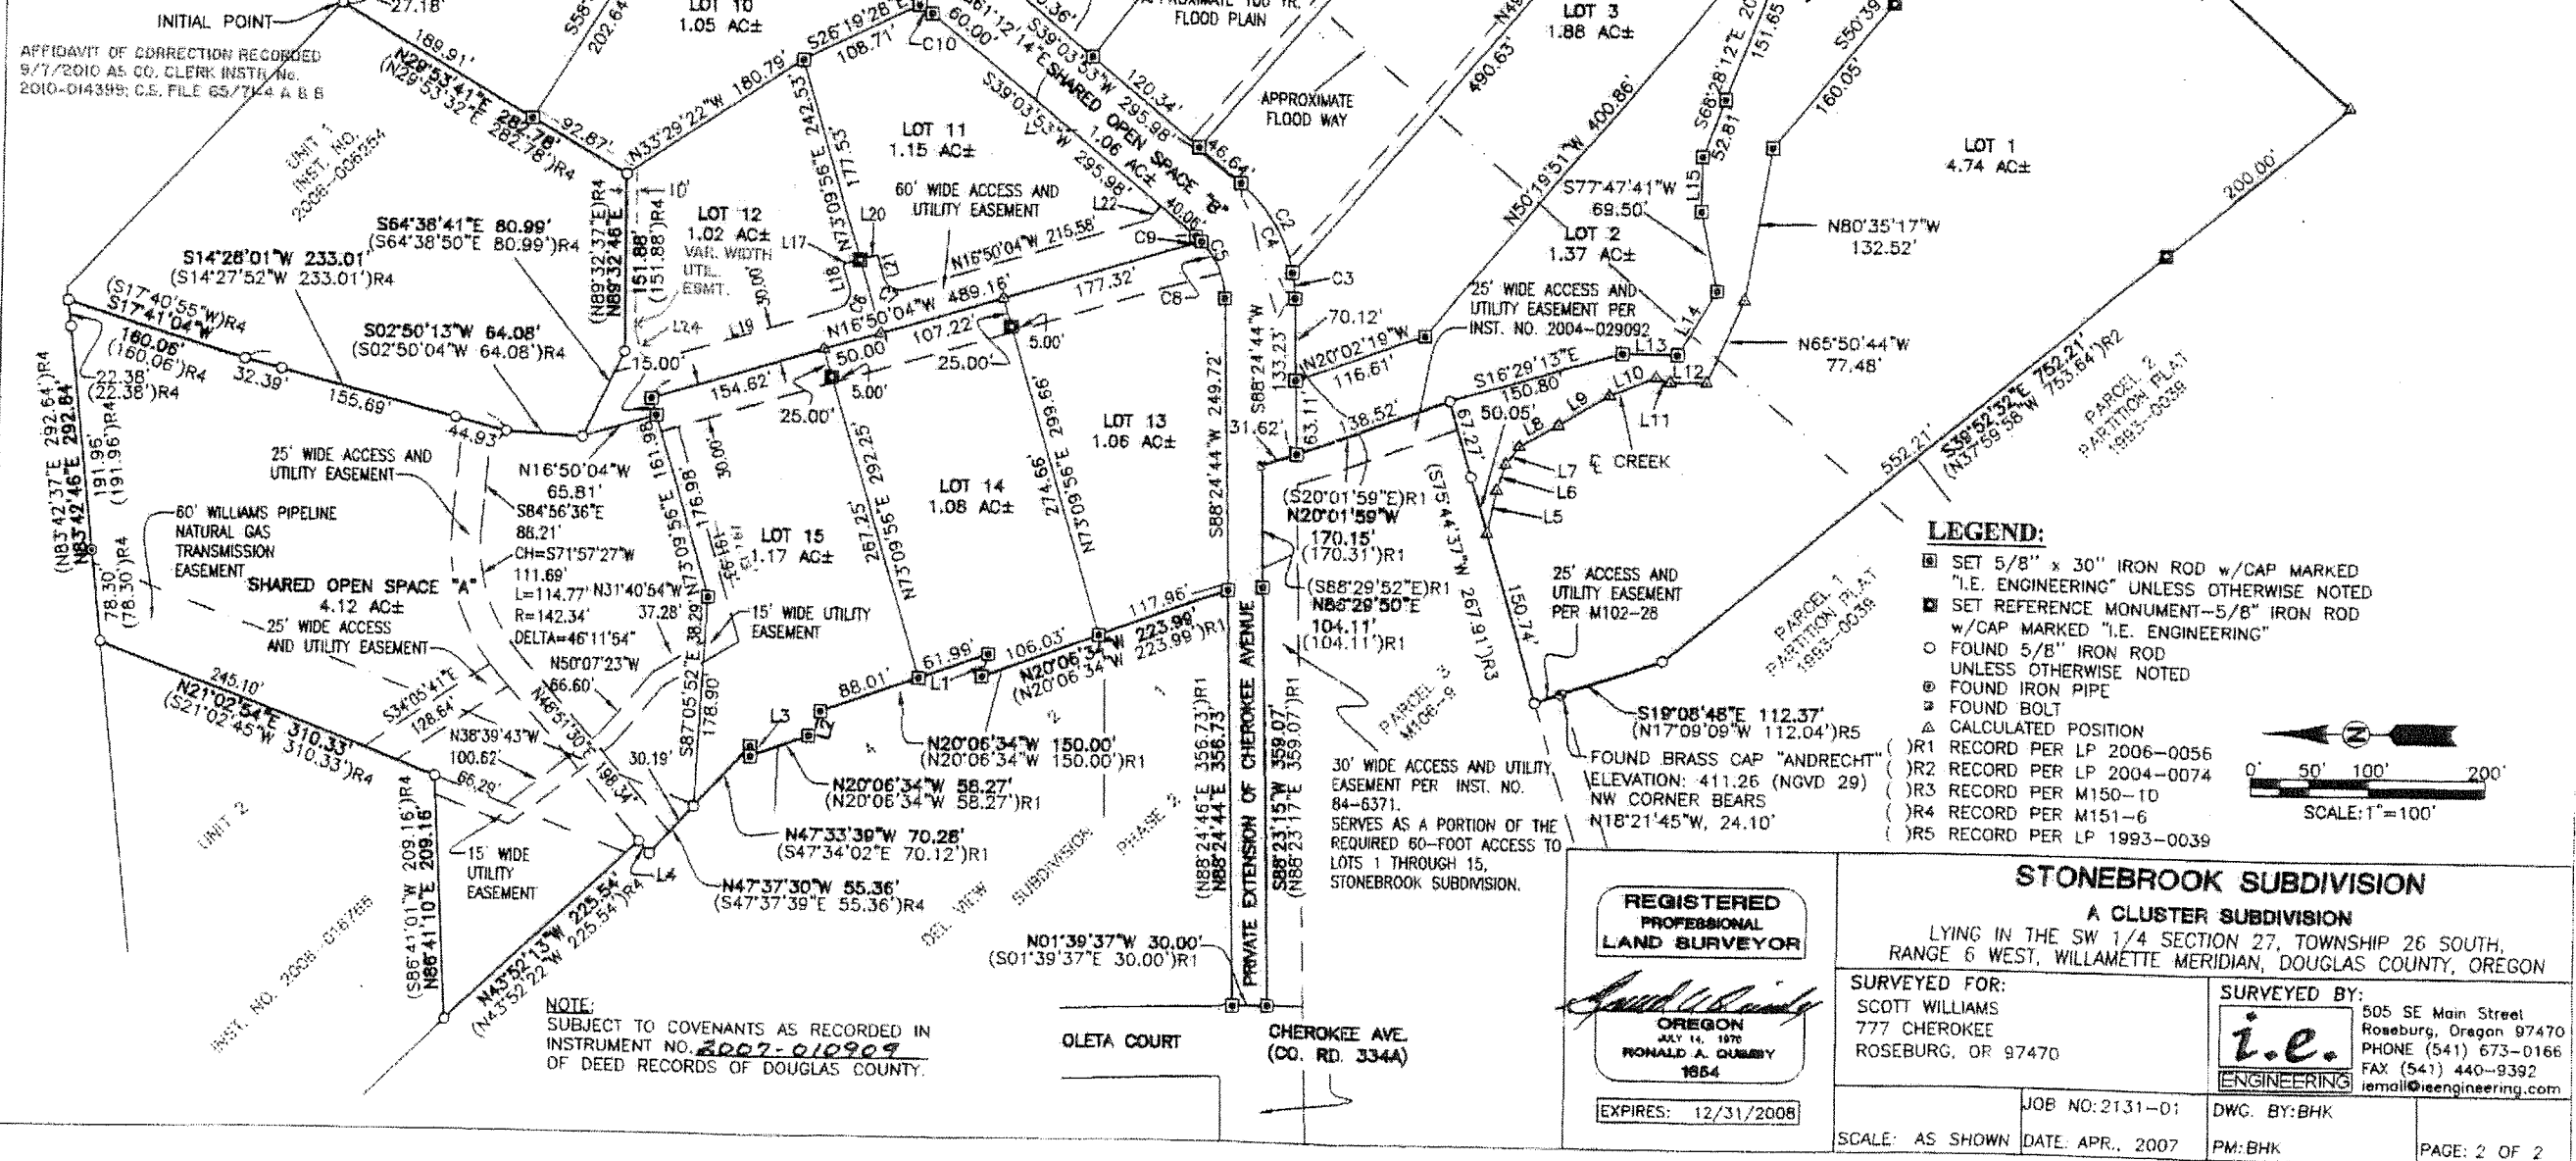 INITIAL POINT
27.18'
AFFIDAVIT OF CORRECTION RECORDED
9/7/2010 AS CO. CLERK INSTR. No.
2010-014399; C.S. FILE 65/71-4 A & B
189.91'
N29°53'41"E 282.78'
(N29°53'32"E 282.78')R4
92.87'
202.64'
LOT 10
1.05 AC±
S26°19'28"E
108.71'
C10
60.00'
S61°12'14"E
N33°29'22"W 180.79'
UNIT 1
INST. NO.
2008-006254
S39°03'53"W 295.98'
120.34'
SHARED OPEN SPACE "B"
1.06 AC±
S39°03'53"W 295.98'
FLOOD PLAIN
APPROXIMATE
FLOOD WAY
490.63'
LOT 3
1.88 AC±
N50°19'51"W 400.86'
S68°28'12"E
151.65
52.81'
L15
160.05'
LOT 1
4.74 AC±
200.00'
LOT 11
1.15 AC±
N73°09'56"E 242.53'
177.53'
60' WIDE ACCESS AND
UTILITY EASEMENT
L22
40.06'
46.64'
C2
C4
C3
C9
C5
C8
S77°47'41"W
69.50'
LOT 2
1.37 AC±
N80°35'17"W
132.52'
N65°50'44"W
77.48'
25' WIDE ACCESS AND
UTILITY EASEMENT PER
INST. NO. 2004-029092
L14
L13
L12
L10
L11
L9
L8
L7
L6
L5
℄ CREEK
10'
LOT 12
1.02 AC±
VAR. WIDTH
UTIL.
ESMT.
L17
L20
L18
L21
C6
30.00'
L19
L24
N16°50'04"W 215.58'
N16°50'04"W 489.16'
177.32'
107.22'
50.00'
154.62'
15.00'
5.00'
25.00'
5.00'
25.00'
(N89°32'37"E)R4
N89°32'46"E
151.88'
(151.88')R4
S64°38'41"E 80.99'
(S64°38'50"E 80.99')R4
S14°28'01"W 233.01'
(S14°27'52"W 233.01')R4
S02°50'13"W 64.08'
(S02°50'04"W 64.08')R4
(S17°40'55"W)R4
S17°41'04"W
160.06'
(160.06')R4
32.39'
155.69'
44.93'
22.38'
(22.38')R4
(N83°42'37"E 292.64')R4
N83°42'46"E 292.64'
191.95'
(191.96')R4
78.30'
(78.30')R4
25' WIDE ACCESS AND
UTILITY EASEMENT
60' WILLIAMS PIPELINE
NATURAL GAS
TRANSMISSION
EASEMENT
SHARED OPEN SPACE "A"
4.12 AC±
25' WIDE ACCESS
AND UTILITY EASEMENT
N16°50'04"W
65.81'
S84°56'36"E
88.21'
CH=S71°57'27"W
111.69'
L=114.77'
R=142.34'
DELTA=46°11'54"
N31°40'54"W
37.28'
N50°07'23"W
66.60'
N73°09'56"E 161.98'
176.98'
30.00'
LOT 15
1.17 AC±
15' WIDE UTILITY
EASEMENT
38.29'
S87°05'52"E
178.90'
LOT 14
1.08 AC±
N73°09'56"E 292.25'
267.25'
LOT 13
1.06 AC±
N73°09'56"E 299.66'
274.66'
S88°24'44"W 249.72'
S88°24'44"W
133.23'
70.12'
63.11'
31.62'
N20°02'19"W
116.61'
138.52'
S16°29'13"E
150.80'
50.05'
67.27'
(S75°44'37"W 267.91')R3
150.74'
(S20°01'59"E)R1
N20°01'59"W
170.15'
(170.31')R1
(S88°29'52"E)R1
N88°29'50"E
104.11'
(104.11')R1
25' ACCESS AND
UTILITY EASEMENT
PER M102-28
PARCEL 3
M106-9
PARCEL 1
PARTITION PLAT
1993-0039
PARCEL 2
PARTITION PLAT
1993-0039
552.21'
S39°52'32"E 752.21'
(N37°59'58"W 753.64')R2
S19°08'48"E 112.37'
(N17°09'09"W 112.04')R5
FOUND BRASS CAP "ANDRECHT"
ELEVATION: 411.26 (NGVD 29)
NW CORNER BEARS
N18°21'45"W, 24.10'
30' WIDE ACCESS AND UTILITY
EASEMENT PER INST. NO.
84-6371.
SERVES AS A PORTION OF THE
REQUIRED 60-FOOT ACCESS TO
LOTS 1 THROUGH 15,
STONEBROOK SUBDIVISION.
245.10'
N21°02'54"E 310.33'
(S21°02'45"W 310.33')R4
S34°05'41"E
128.64'
N38°39'43"W
100.62'
66.29'
198.34'
30.19'
UNIT 2
INST. NO. 2008-018766
(S86°41'01"W 209.16')R4
N86°41'10"E 209.16'
15' WIDE
UTILITY
EASEMENT
N43°52'13"W 225.54'
(N43°52'22"W 225.54')R4
L4
L3
L2
L1
88.01'
61.99'
106.03'
117.96'
N20°06'34"W 223.99'
(N20°06'34"W 223.99')R1
N20°06'34"W 150.00'
(N20°06'34"W 150.00')R1
N20°06'34"W 58.27'
(N20°06'34"W 58.27')R1
N47°33'39"W 70.28'
(S47°34'02"E 70.12')R1
N47°37'30"W 55.36'
(S47°37'39"E 55.36')R4
DEL VIEW SUBDIVISION PHASE 2
4
2
1
(N88°24'46"E 356.73')R1
N88°24'44"E 356.73
PRIVATE EXTENSION OF CHEROKEE AVENUE
S88°23'15"W 359.07'
(N88°23'17"E 359.07')R1
N01°39'37"W 30.00'
(S01°39'37"E 30.00')R1
OLETA COURT
CHEROKEE AVE.
(CO. RD. 334A)
NOTE:
SUBJECT TO COVENANTS AS RECORDED IN
INSTRUMENT NO. 2007-010909
OF DEED RECORDS OF DOUGLAS COUNTY.
LEGEND:
SET 5/8" x 30" IRON ROD w/CAP MARKED
"I.E. ENGINEERING" UNLESS OTHERWISE NOTED
SET REFERENCE MONUMENT-5/8" IRON ROD
w/CAP MARKED "I.E. ENGINEERING"
FOUND 5/8" IRON ROD
UNLESS OTHERWISE NOTED
FOUND IRON PIPE
FOUND BOLT
CALCULATED POSITION
( )R1 RECORD PER LP 2006-0056
( )R2 RECORD PER LP 2004-0074
( )R3 RECORD PER M150-10
( )R4 RECORD PER M151-6
( )R5 RECORD PER LP 1993-0039
N
0' 50' 100' 200'
SCALE:1"=100'
REGISTERED
PROFESSIONAL
LAND SURVEYOR
OREGON
JULY 14, 1978
RONALD A. QUIMBY
1654
EXPIRES: 12/31/2008
STONEBROOK SUBDIVISION
A CLUSTER SUBDIVISION
LYING IN THE SW 1/4 SECTION 27, TOWNSHIP 26 SOUTH,
RANGE 6 WEST, WILLAMETTE MERIDIAN, DOUGLAS COUNTY, OREGON
SURVEYED FOR:
SCOTT WILLIAMS
777 CHEROKEE
ROSEBURG, OR 97470
SURVEYED BY:
i.e.
ENGINEERING
505 SE Main Street
Roseburg, Oregon 97470
PHONE (541) 673-0166
FAX (541) 440-9392
iemail@ieengineering.com
JOB NO:2131-01
DWG. BY:BHK
SCALE: AS SHOWN
DATE: APR., 2007
PM:BHK
PAGE: 2 OF 2